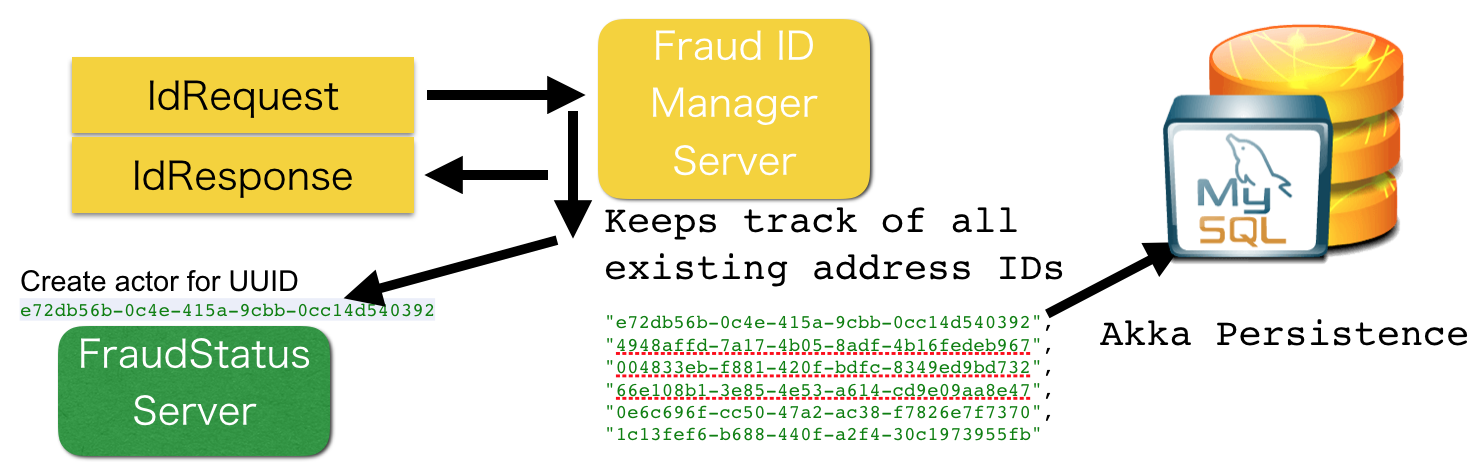 IdRequest
IdResponse
Fraud ID
Manager
Server
Keeps track of all
existing address IDs
Create actor for UUID
e72db56b-0c4e-415a-9cbb-0cc14d540392
FraudStatus
Server
"e72db56b-0c4e-415a-9cbb-0cc14d540392",
"4948affd-7a17-4b05-8adf-4b16fedeb967",
"004833eb-f881-420f-bdfc-8349ed9bd732",
"66e108b1-3e85-4e53-a614-cd9e09aa8e47",
"0e6c696f-cc50-47a2-ac38-f7826e7f7370",
"1c13fef6-b688-440f-a2f4-30c1973955fb"
My
SQL
Akka Persistence